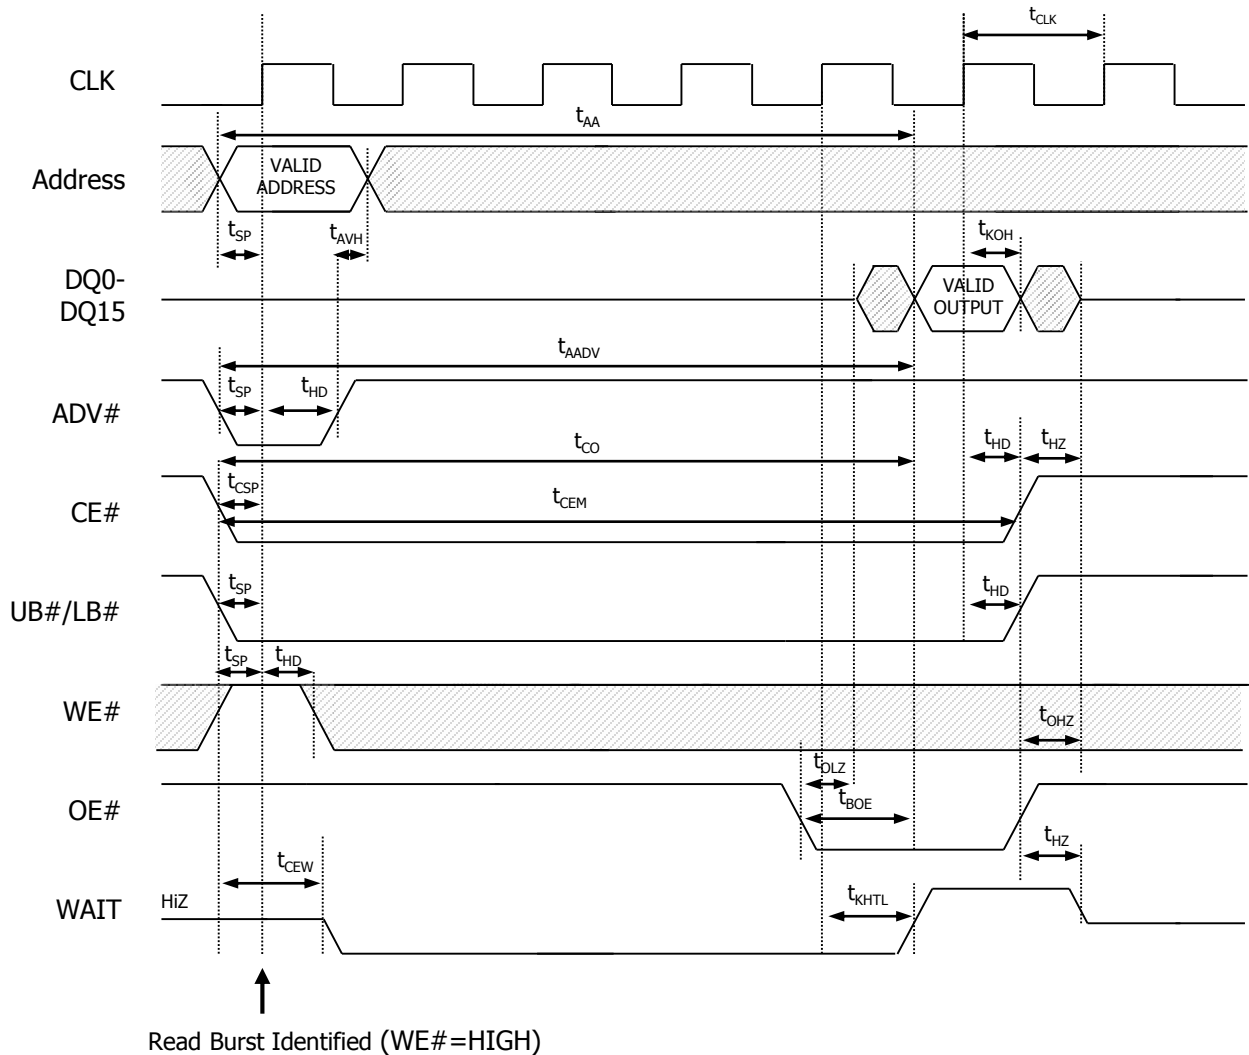 tCLK
CLK
tAA
Address
VALID
ADDRESS
tSP
tAVH
tKOH
DQ0-
DQ15
VALID
OUTPUT
tAADV
tSP
tHD
ADV#
tCO
tHD
tHZ
tCSP
tCEM
CE#
tSP
tHD
UB#/LB#
tSP
tHD
WE#
tOHZ
tOLZ
tBOE
OE#
tHZ
tCEW
HiZ
tKHTL
WAIT
Read Burst Identified (WE#=HIGH)